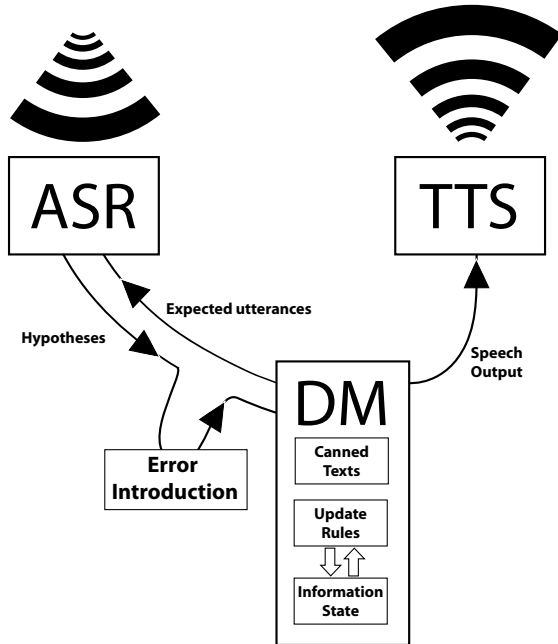 ASR
TTS
Expected utterances
Hypotheses
Speech
Output
DM
Canned
Texts
Error
Introduction
Update
Rules
Information
State